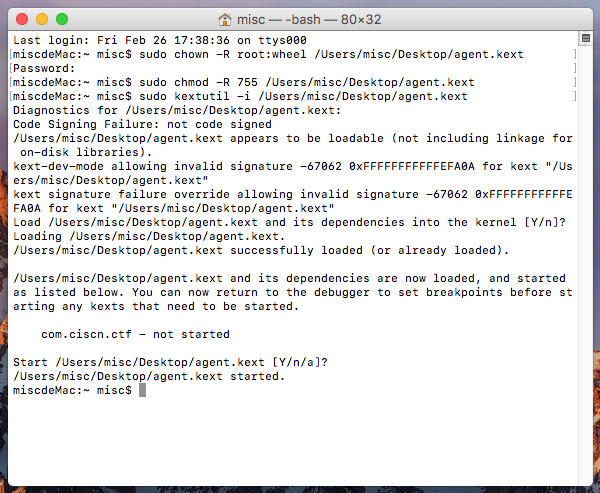 misc — -bash — 80×32
Last login: Fri Feb 26 17:38:36 on ttys000
[miscdeMac:~ misc$ sudo chown -R root:wheel /Users/misc/Desktop/agent.kext ]
[Password: ]
[miscdeMac:~ misc$ sudo chmod -R 755 /Users/misc/Desktop/agent.kext ]
[miscdeMac:~ misc$ sudo kextutil -i /Users/misc/Desktop/agent.kext ]
Diagnostics for /Users/misc/Desktop/agent.kext:
Code Signing Failure: not code signed
/Users/misc/Desktop/agent.kext appears to be loadable (not including linkage for
 on-disk libraries).
kext-dev-mode allowing invalid signature -67062 0xFFFFFFFFFFFEFA0A for kext "/Us
ers/misc/Desktop/agent.kext"
kext signature failure override allowing invalid signature -67062 0xFFFFFFFFFFFE
FA0A for kext "/Users/misc/Desktop/agent.kext"
Load /Users/misc/Desktop/agent.kext and its dependencies into the kernel [Y/n]?
Loading /Users/misc/Desktop/agent.kext.
/Users/misc/Desktop/agent.kext successfully loaded (or already loaded).
/Users/misc/Desktop/agent.kext and its dependencies are now loaded, and started
as listed below. You can now return to the debugger to set breakpoints before st
arting any kexts that need to be started.
    com.ciscn.ctf - not started
Start /Users/misc/Desktop/agent.kext [Y/n/a]?
/Users/misc/Desktop/agent.kext started.
miscdeMac:~ misc$